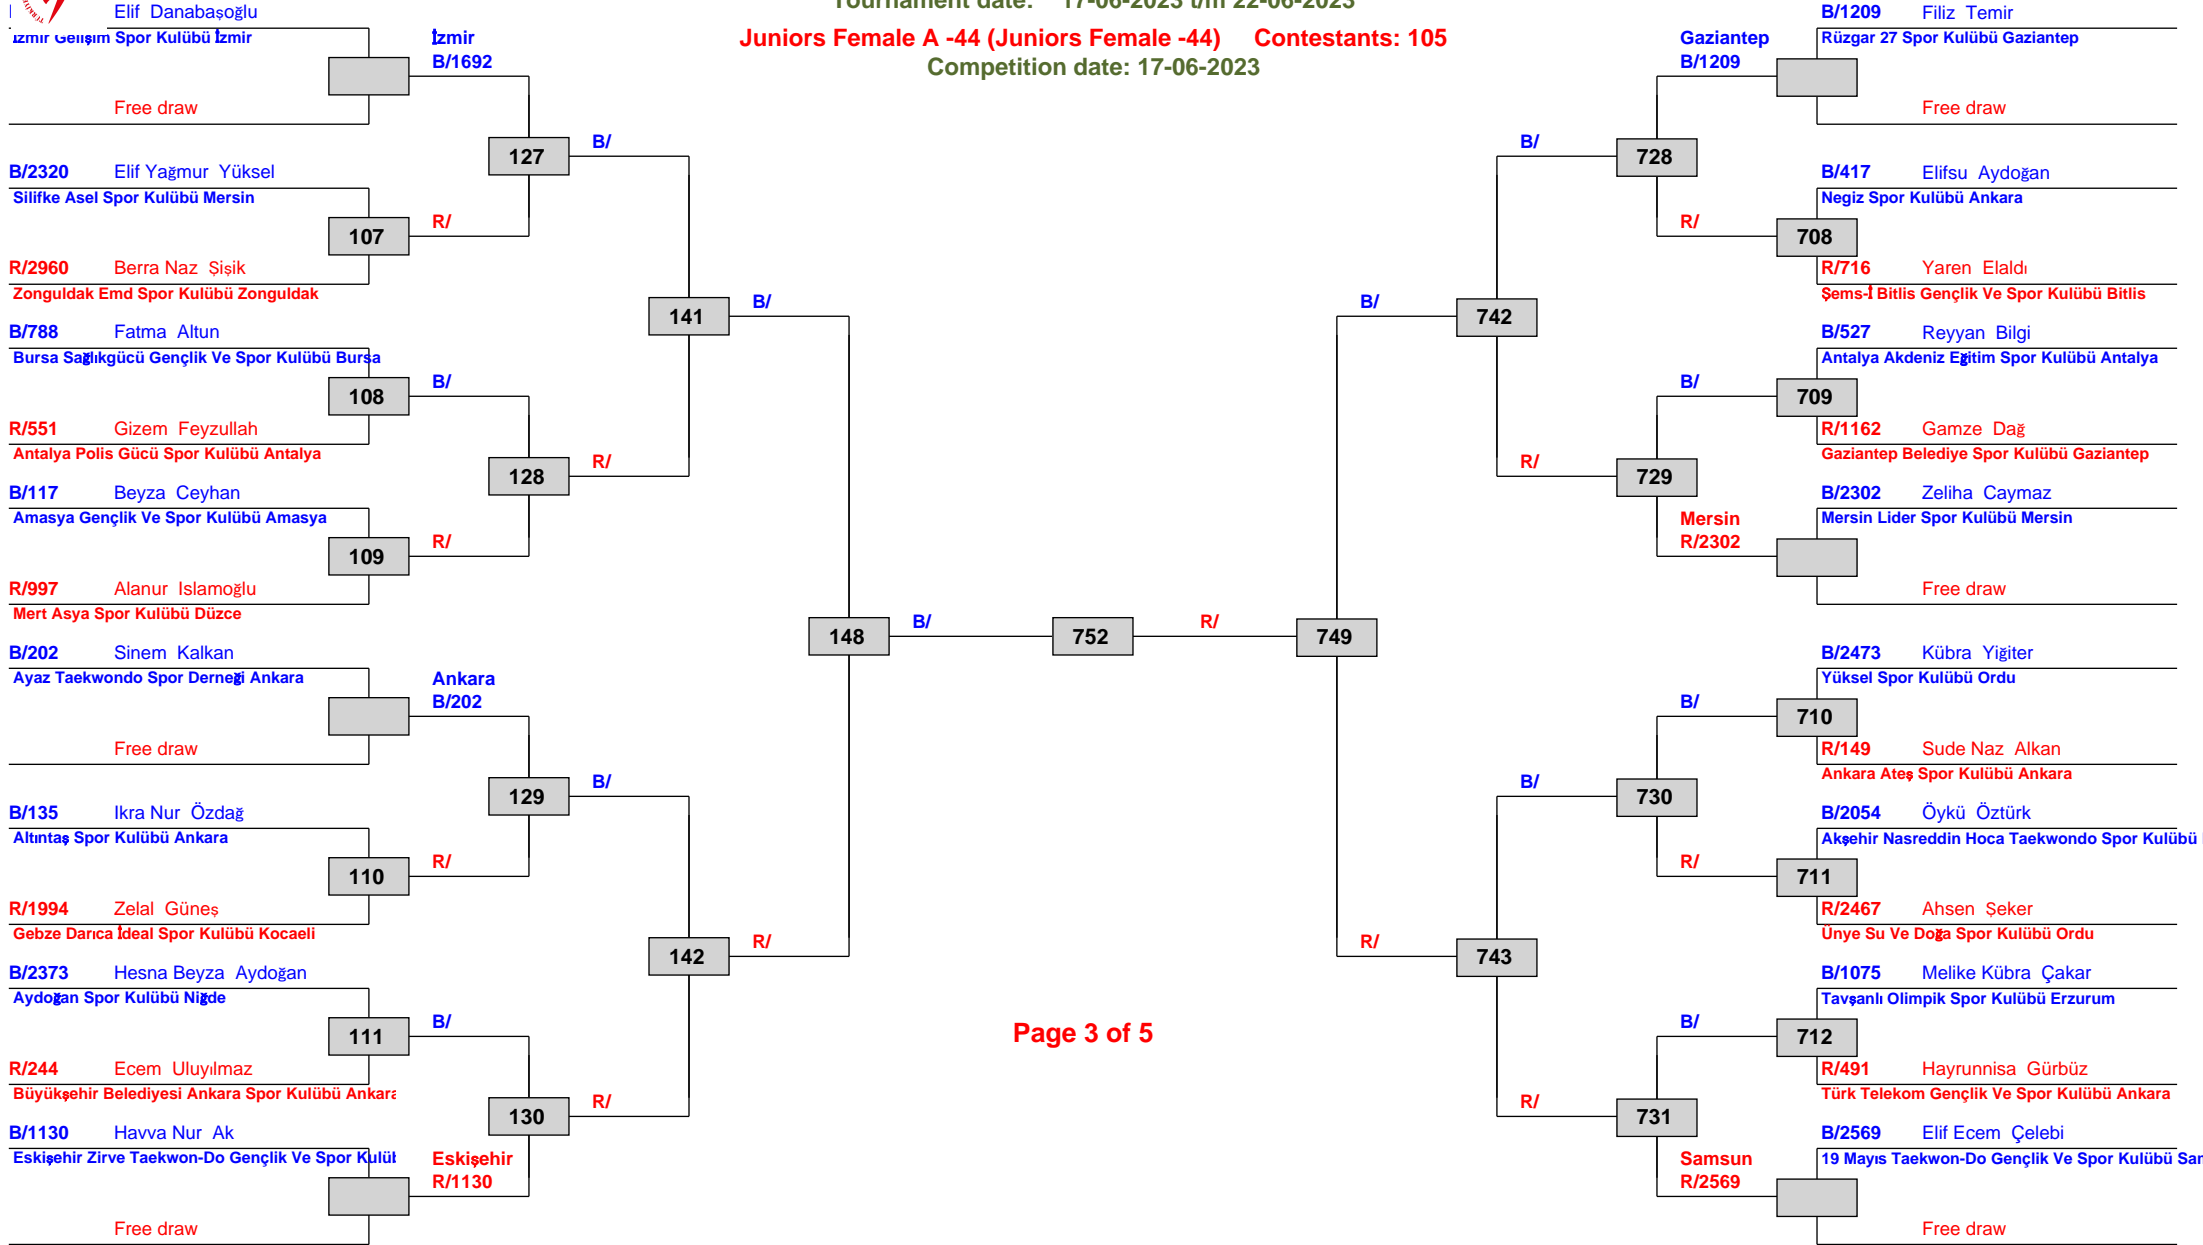 Tournament date: 17-06-2023 t/m 22-06-2023
Juniors Female A -44 (Juniors Female -44) Contestants: 105
Competition date: 17-06-2023
Elif Danabaşoğlu
İzmir Gelişim Spor Kulübü İzmir
Free draw
İzmir
B/1692
B/2320 Elif Yağmur Yüksel
Silifke Asel Spor Kulübü Mersin
107
R/
R/2960 Berra Naz Şişik
Zonguldak Emd Spor Kulübü Zonguldak
127
B/
B/788 Fatma Altun
Bursa Sağlıkgücü Gençlik Ve Spor Kulübü Bursa
108
B/
R/551 Gizem Feyzullah
Antalya Polis Gücü Spor Kulübü Antalya
128
R/
B/117 Beyza Ceyhan
Amasya Gençlik Ve Spor Kulübü Amasya
109
R/
R/997 Alanur Islamoğlu
Mert Asya Spor Kulübü Düzce
141
B/
B/202 Sinem Kalkan
Ayaz Taekwondo Spor Derneği Ankara
Free draw
Ankara
B/202
129
B/
B/135 Ikra Nur Özdağ
Altıntaş Spor Kulübü Ankara
110
R/
R/1994 Zelal Güneş
Gebze Darıca İdeal Spor Kulübü Kocaeli
142
R/
B/2373 Hesna Beyza Aydoğan
Aydoğan Spor Kulübü Niğde
111
B/
R/244 Ecem Uluyılmaz
Büyükşehir Belediyesi Ankara Spor Kulübü Ankara
130
R/
B/1130 Havva Nur Ak
Eskişehir Zirve Taekwon-Do Gençlik Ve Spor
Free draw
Eskişehir
R/1130
148
B/
752
R/
749
Page 3 of 5
B/1209 Filiz Temir
Rüzgar 27 Spor Kulübü Gaziantep
Free draw
Gaziantep
B/1209
B/
728
B/417 Elifsu Aydoğan
Negiz Spor Kulübü Ankara
R/
708
R/716 Yaren Elaldı
Şems-İ Bitlis Gençlik Ve Spor Kulübü Bitlis
B/
742
B/527 Reyyan Bilgi
Antalya Akdeniz Eğitim Spor Kulübü Antalya
B/
709
R/1162 Gamze Dağ
Gaziantep Belediye Spor Kulübü Gaziantep
R/
729
B/2302 Zeliha Caymaz
Mersin Lider Spor Kulübü Mersin
Mersin
R/2302
Free draw
B/2473 Kübra Yiğiter
Yüksel Spor Kulübü Ordu
B/
710
R/149 Sude Naz Alkan
Ankara Ateş Spor Kulübü Ankara
B/
730
B/2054 Öykü Öztürk
Akşehir Nasreddin Hoca Taekwondo Spor Kulübü
R/
711
R/2467 Ahsen Şeker
Ünye Su Ve Doğa Spor Kulübü Ordu
R/
743
B/1075 Melike Kübra Çakar
Tavşanlı Olimpik Spor Kulübü Erzurum
B/
712
R/491 Hayrunnisa Gürbüz
Türk Telekom Gençlik Ve Spor Kulübü Ankara
R/
731
B/2569 Elif Ecem Çelebi
19 Mayıs Taekwon-Do Gençlik Ve Spor Kulübü
Samsun
R/2569
Free draw